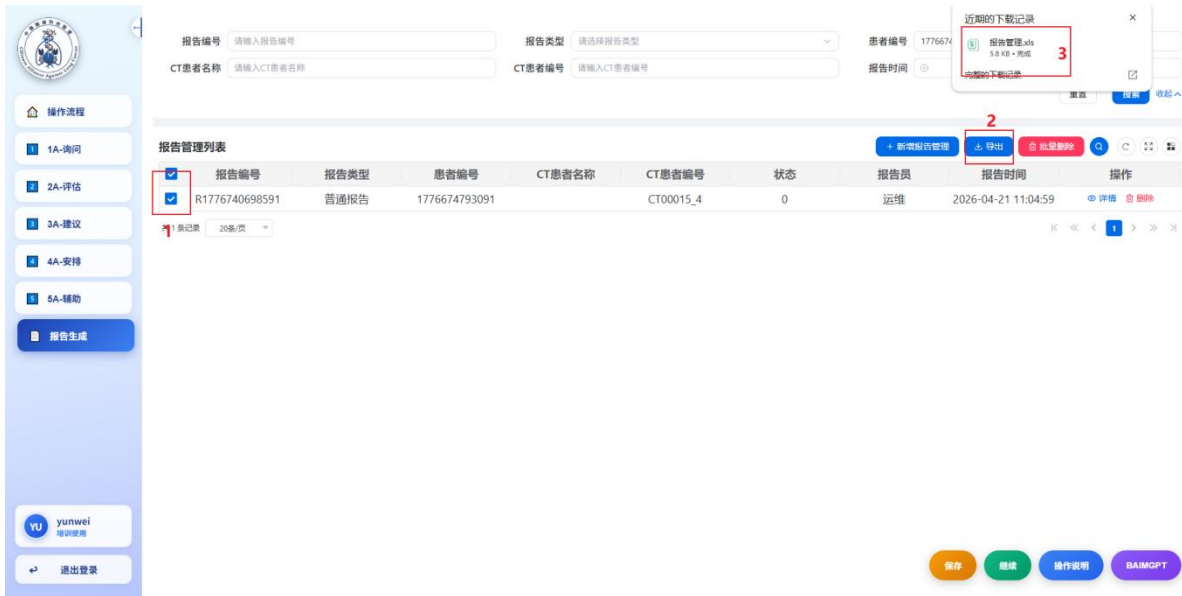 近期的下载记录
报告管理.xls
5.8 KB • 完成
3
完整的下载记录
报告编号 请输入报告编号 报告类型 请选择报告类型 患者编号 177667
CT患者名称 请输入CT患者名称 CT患者编号 请输入CT患者编号 报告时间
重置 搜索 收起
操作流程
1 1A-询问
2 2A-评估
3 3A-建议
4 4A-安排
5 5A-辅助
报告生成
2
报告管理列表 + 新增报告管理 导出 批量删除
报告编号 报告类型 患者编号 CT患者名称 CT患者编号 状态 报告员 报告时间 操作
R1776740698591 普通报告 1776674793091 CT00015_4 0 运维 2026-04-21 11:04:59 详情 删除
1
共 1 条记录 20条/页 1
YU yunwei
培训使用
退出登录
保存 继续 操作说明 BAIMGPT